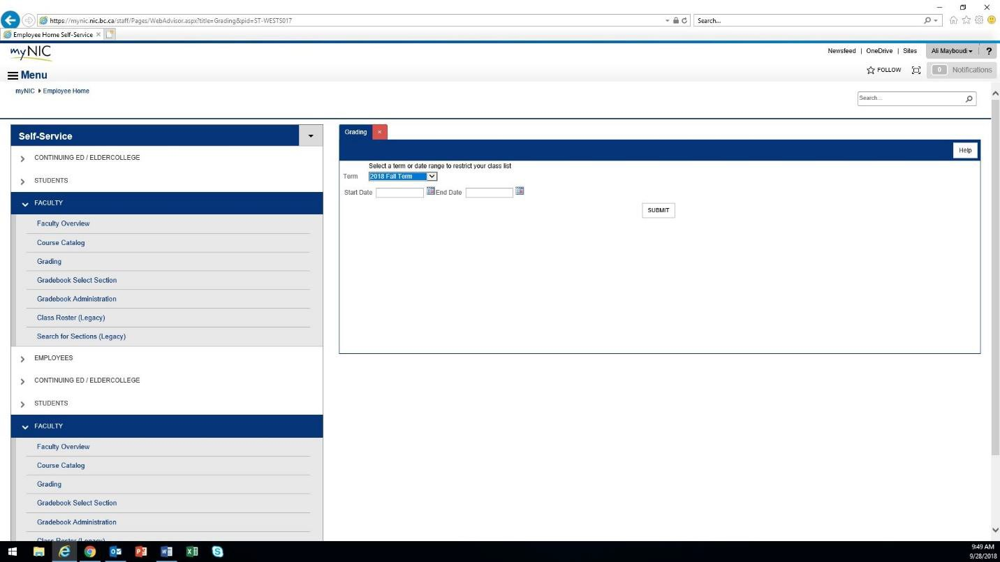 https://mynic.nic.bc.ca/staff/Pages/WebAdvisor.aspx?title=Grading&pid=ST-WESTS017
Search...
Employee Home Self-Service
myNIC
Newsfeed | OneDrive | Sites
Ali Mayboudi
?
Menu
FOLLOW
0 Notifications
myNIC Employee Home
Search...
Self-Service
CONTINUING ED / ELDERCOLLEGE
STUDENTS
FACULTY
Faculty Overview
Course Catalog
Grading
Gradebook Select Section
Gradebook Administration
Class Roster (Legacy)
Search for Sections (Legacy)
EMPLOYEES
CONTINUING ED / ELDERCOLLEGE
STUDENTS
FACULTY
Faculty Overview
Course Catalog
Grading
Gradebook Select Section
Gradebook Administration
Class Roster (Legacy)
Grading
Help
Select a term or date range to restrict your class list
Term 2018 Fall Term
Start Date End Date
SUBMIT
9:49 AM
9/28/2018